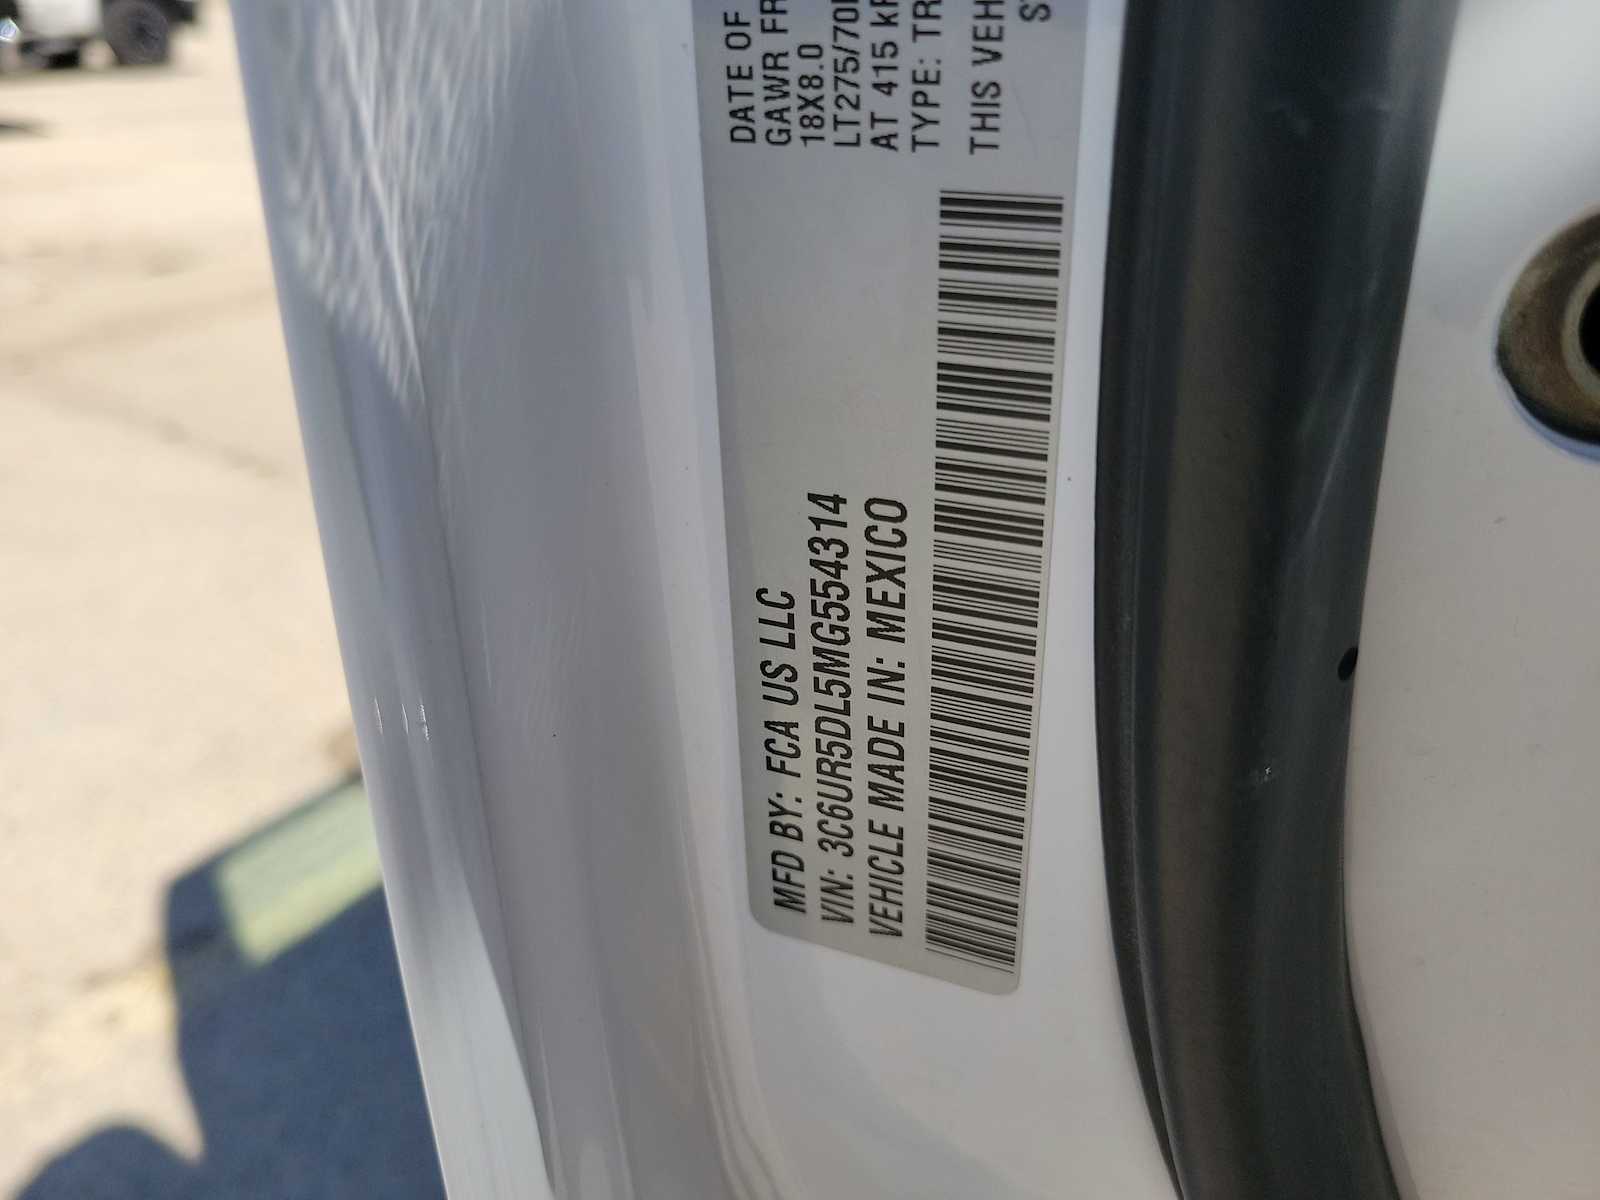 MFD BY: FCA US LLC
VIN: 3C6UR5DL5MG554314
VEHICLE MADE IN: MEXICO
DATE OF
GAWR FR
18X8.0
LT275/70
AT 415 kP
TYPE: TR
THIS VEH